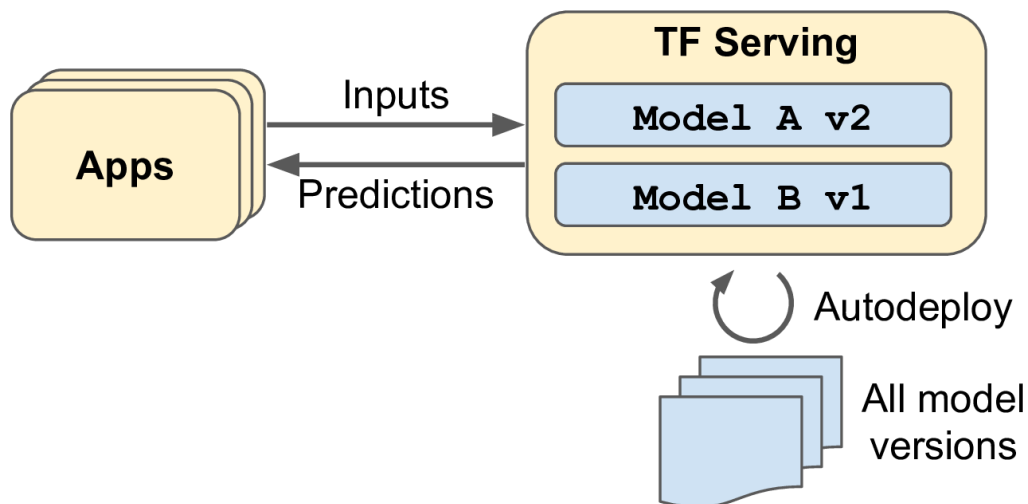 TF Serving
Inputs
Model A v2
Apps
Predictions
Model B v1
Autodeploy
All model
versions